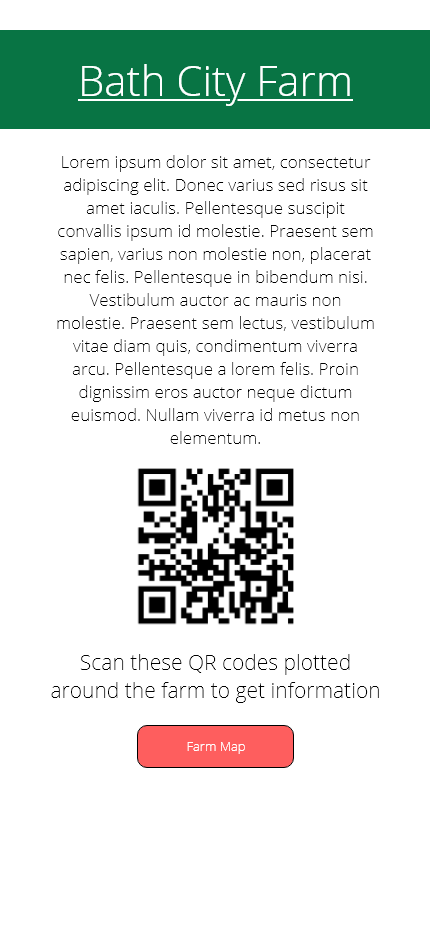 Bath City Farm
Lorem ipsum dolor sit amet, consectetur
adipiscing elit. Donec varius sed risus sit
amet iaculis. Pellentesque suscipit
convallis ipsum id molestie. Praesent sem
sapien, varius non molestie non, placerat
nec felis. Pellentesque in bibendum nisi.
Vestibulum auctor ac mauris non
molestie. Praesent sem lectus, vestibulum
vitae diam quis, condimentum viverra
arcu. Pellentesque a lorem felis. Proin
dignissim eros auctor neque dictum
euismod. Nullam viverra id metus non
elementum.
Scan these QR codes plotted
around the farm to get information
Farm Map